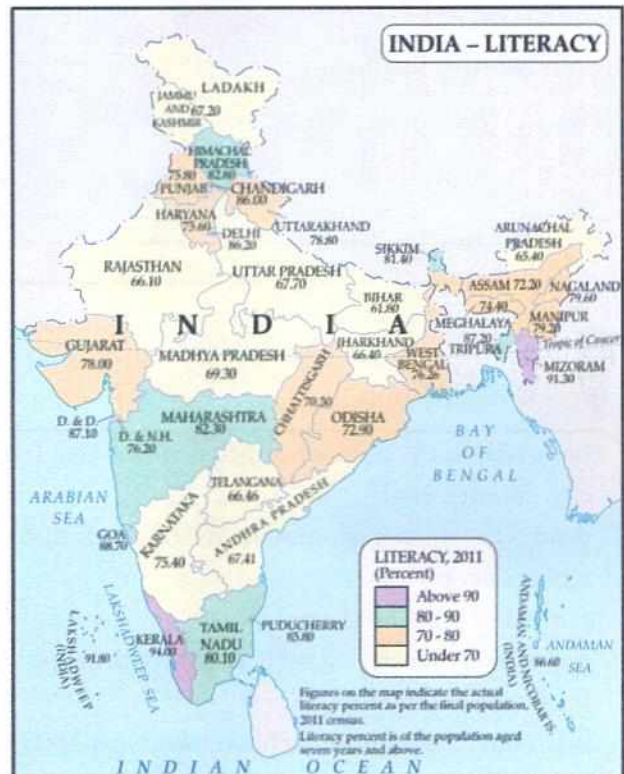 INDIA – LITERACY
LADAKH
JAMMU
AND 67.20
KASHMIR
HIMACHAL
PRADESH
82.80
75.80
PUNJAB
CHANDIGARH
86.00
HARYANA
75.60
DELHI
86.20
UTTARAKHAND
78.80
ARUNACHAL
PRADESH
65.40
SIKKIM
81.40
RAJASTHAN
66.10
UTTAR PRADESH
67.70
ASSAM 72.20
NAGALAND
79.60
BIHAR
61.80
74.40
MEGHALAYA
MANIPUR
79.20
I N D I A
87.20
TRIPURA
Tropic of Cancer
GUJARAT
78.00
MADHYA PRADESH
69.30
JHARKHAND
66.40
WEST
BENGAL
76.20
MIZORAM
91.30
CHHATTISGARH
70.30
D. & D.
87.10
D. & N.H.
76.20
MAHARASHTRA
82.30
ODISHA
72.90
BAY
OF
BENGAL
TELANGANA
66.46
ARABIAN
SEA
ANDHRA PRADESH
67.41
GOA
88.70
KARNATAKA
75.40
LITERACY, 2011
(Percent)
Above 90
80 - 90
70 - 80
Under 70
LAKSHADWEEP SEA
LAKSHADWEEP
(INDIA)
91.80
KERALA
94.00
TAMIL
NADU
80.10
PUDUCHERRY
85.80
ANDAMAN AND NICOBAR IS.
(INDIA)
ANDAMAN
SEA
86.60
Figures on the map indicate the actual
literacy percent as per the final population,
2011 census.
Literacy percent is of the population aged
seven years and above.
INDIAN OCEAN